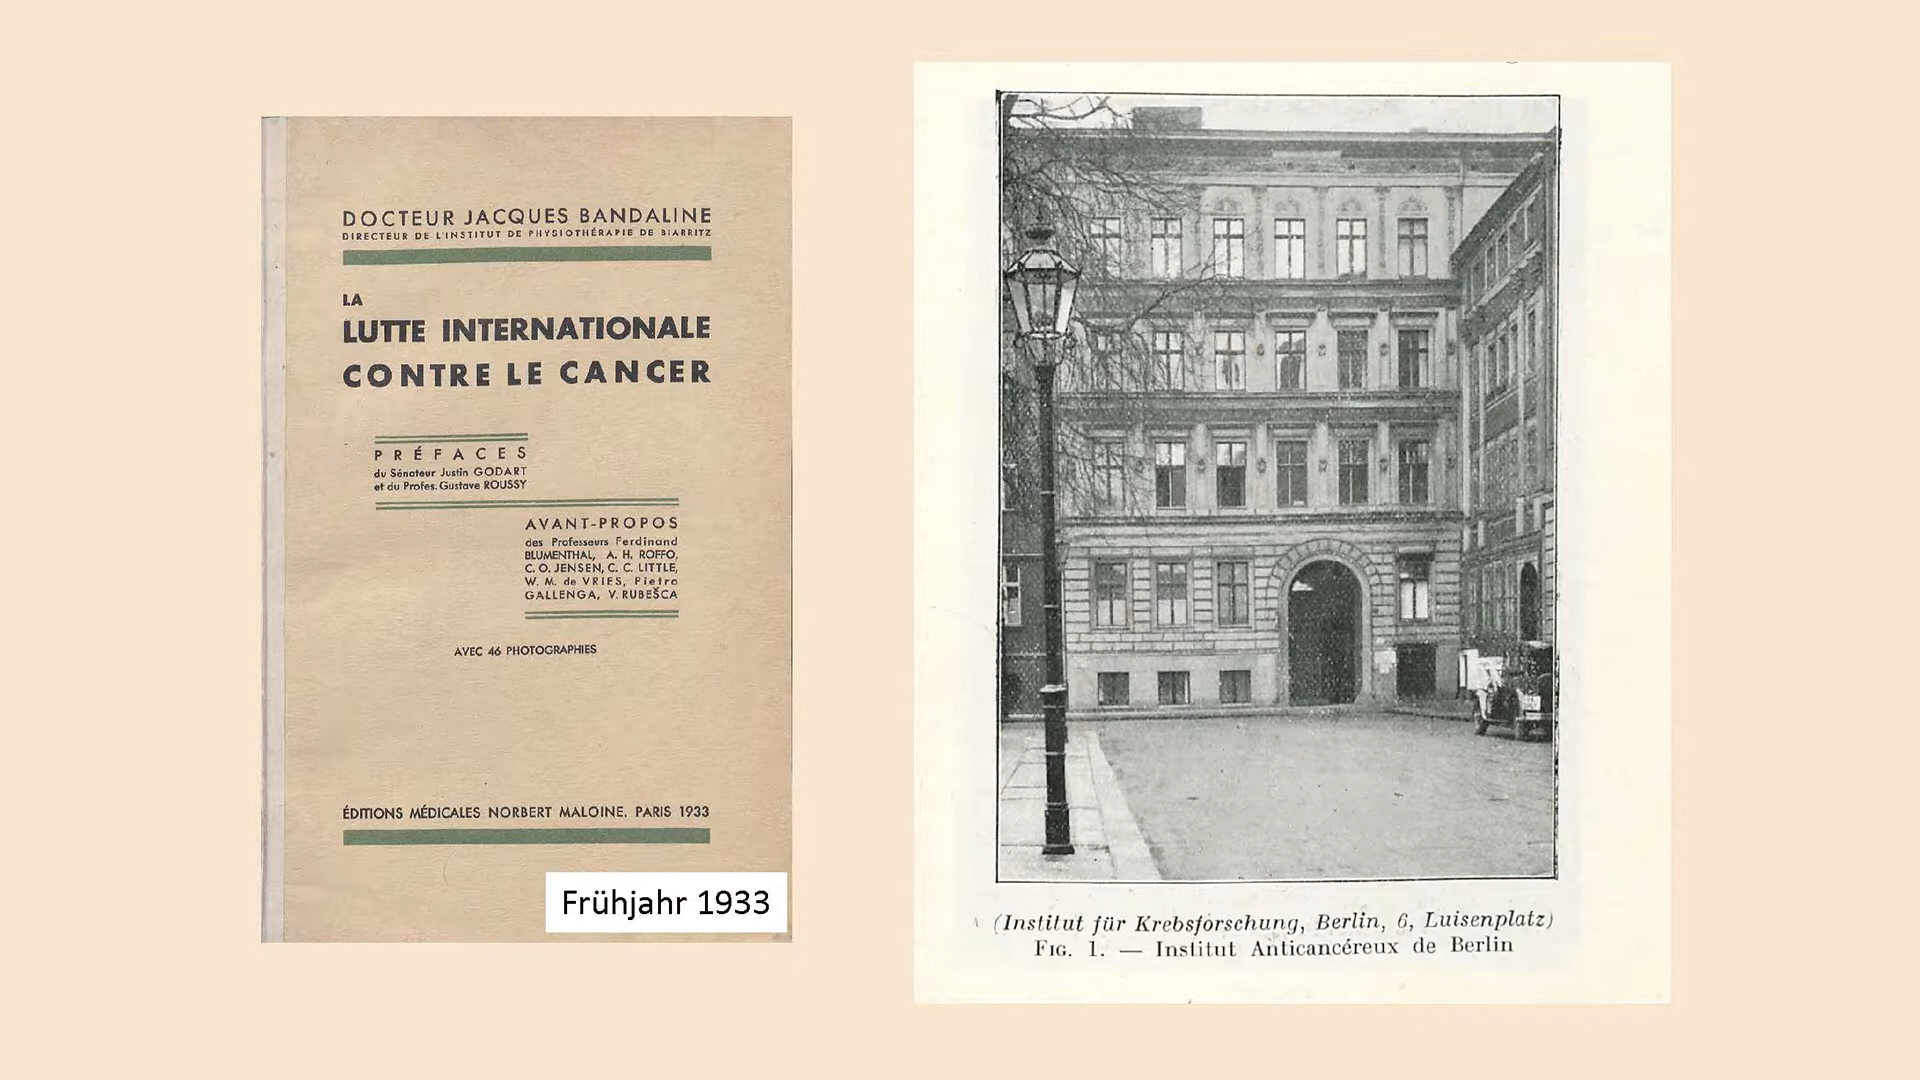 DOCTEUR JACQUES BANDALINE
DIRECTEUR DE L'INSTITUT DE PHYSIOTHÉRAPIE DE BIARRITZ
LA
LUTTE INTERNATIONALE
CONTRE LE CANCER
PRÉFACES
du Sénateur Justin GODART
et du Profes. Gustave ROUSSY
AVANT-PROPOS
des Professeurs Ferdinand
BLUMENTHAL, A. H. ROFFO,
C. O. JENSEN, C. C. LITTLE,
W. M. de VRIES, Pietro
GALLENGA, V. RUBEŠCA
AVEC 46 PHOTOGRAPHIES
ÉDITIONS MÉDICALES NORBERT MALOINE. PARIS 1933
Frühjahr 1933
(Institut für Krebsforschung, Berlin, 6, Luisenplatz)
FIG. 1. — Institut Anticancéreux de Berlin